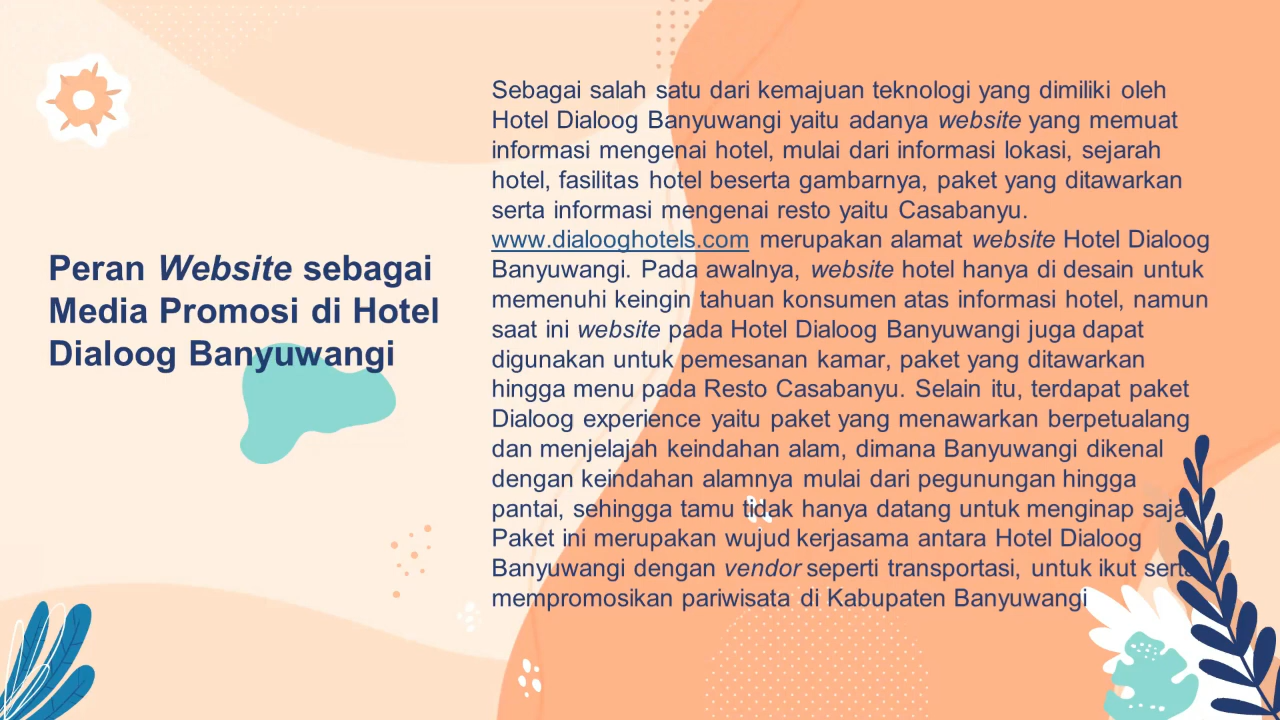 Peran Website sebagai
Media Promosi di Hotel
Dialoog Banyuwangi
Sebagai salah satu dari kemajuan teknologi yang dimiliki oleh
Hotel Dialoog Banyuwangi yaitu adanya website yang memuat
informasi mengenai hotel, mulai dari informasi lokasi, sejarah
hotel, fasilitas hotel beserta gambarnya, paket yang ditawarkan
serta informasi mengenai resto yaitu Casabanyu.
www.dialooghotels.com merupakan alamat website Hotel Dialoog
Banyuwangi. Pada awalnya, website hotel hanya di desain untuk
memenuhi keingin tahuan konsumen atas informasi hotel, namun
saat ini website pada Hotel Dialoog Banyuwangi juga dapat
digunakan untuk pemesanan kamar, paket yang ditawarkan
hingga menu pada Resto Casabanyu. Selain itu, terdapat paket
Dialoog experience yaitu paket yang menawarkan berpetualang
dan menjelajah keindahan alam, dimana Banyuwangi dikenal
dengan keindahan alamnya mulai dari pegunungan hingga
pantai, sehingga tamu tidak hanya datang untuk menginap saja.
Paket ini merupakan wujud kerjasama antara Hotel Dialoog
Banyuwangi dengan vendor seperti transportasi, untuk ikut serta
mempromosikan pariwisata di Kabupaten Banyuwangi